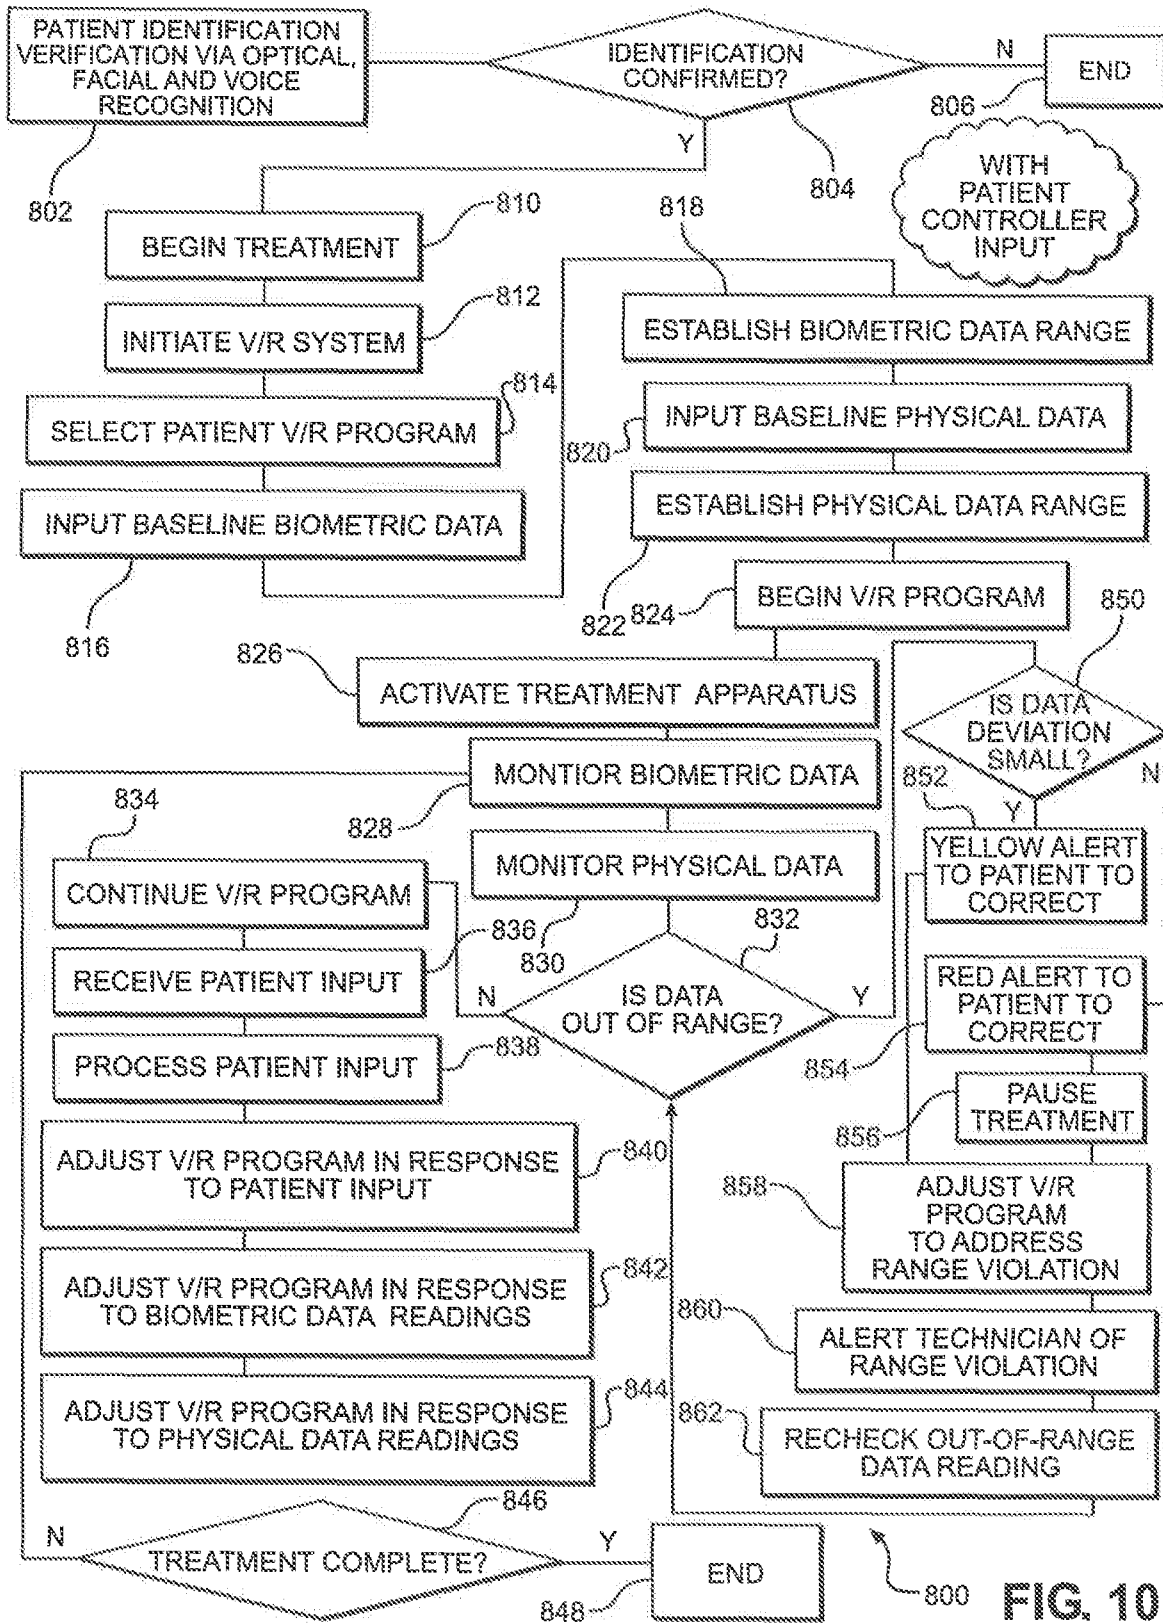 PATIENT IDENTIFICATION
VERIFICATION VIA OPTICAL,
FACIAL AND VOICE
RECOGNITION
802
IDENTIFICATION
CONFIRMED?
804
N
Y
END
806
WITH
PATIENT
CONTROLLER
INPUT
BEGIN TREATMENT
810
INITIATE V/R SYSTEM
812
SELECT PATIENT V/R PROGRAM
814
INPUT BASELINE BIOMETRIC DATA
816
818
ESTABLISH BIOMETRIC DATA RANGE
INPUT BASELINE PHYSICAL DATA
820
ESTABLISH PHYSICAL DATA RANGE
822
BEGIN V/R PROGRAM
824
826
ACTIVATE TREATMENT APPARATUS
MONTIOR BIOMETRIC DATA
828
MONITOR PHYSICAL DATA
830
IS DATA
OUT OF RANGE?
832
N
Y
834
CONTINUE V/R PROGRAM
RECEIVE PATIENT INPUT
836
PROCESS PATIENT INPUT
838
ADJUST V/R PROGRAM IN RESPONSE
TO PATIENT INPUT
840
ADJUST V/R PROGRAM IN RESPONSE
TO BIOMETRIC DATA READINGS
842
ADJUST V/R PROGRAM IN RESPONSE
TO PHYSICAL DATA READINGS
844
TREATMENT COMPLETE?
846
N
Y
END
848
850
IS DATA
DEVIATION
SMALL?
N
Y
852
YELLOW ALERT
TO PATIENT TO
CORRECT
RED ALERT TO
PATIENT TO
CORRECT
854
PAUSE
TREATMENT
856
ADJUST V/R
PROGRAM
TO ADDRESS
RANGE VIOLATION
858
860
ALERT TECHNICIAN OF
RANGE VIOLATION
862
RECHECK OUT-OF-RANGE
DATA READING
800
FIG. 10